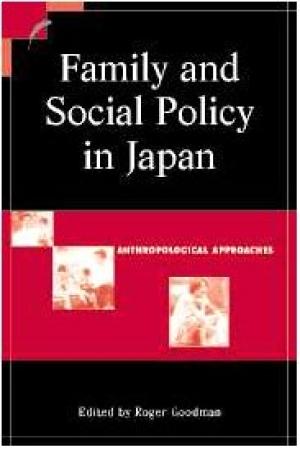 Family and
Social Policy
in Japan
ANTHROPOLOGICAL APPROACHES
Edited by Roger Goodman